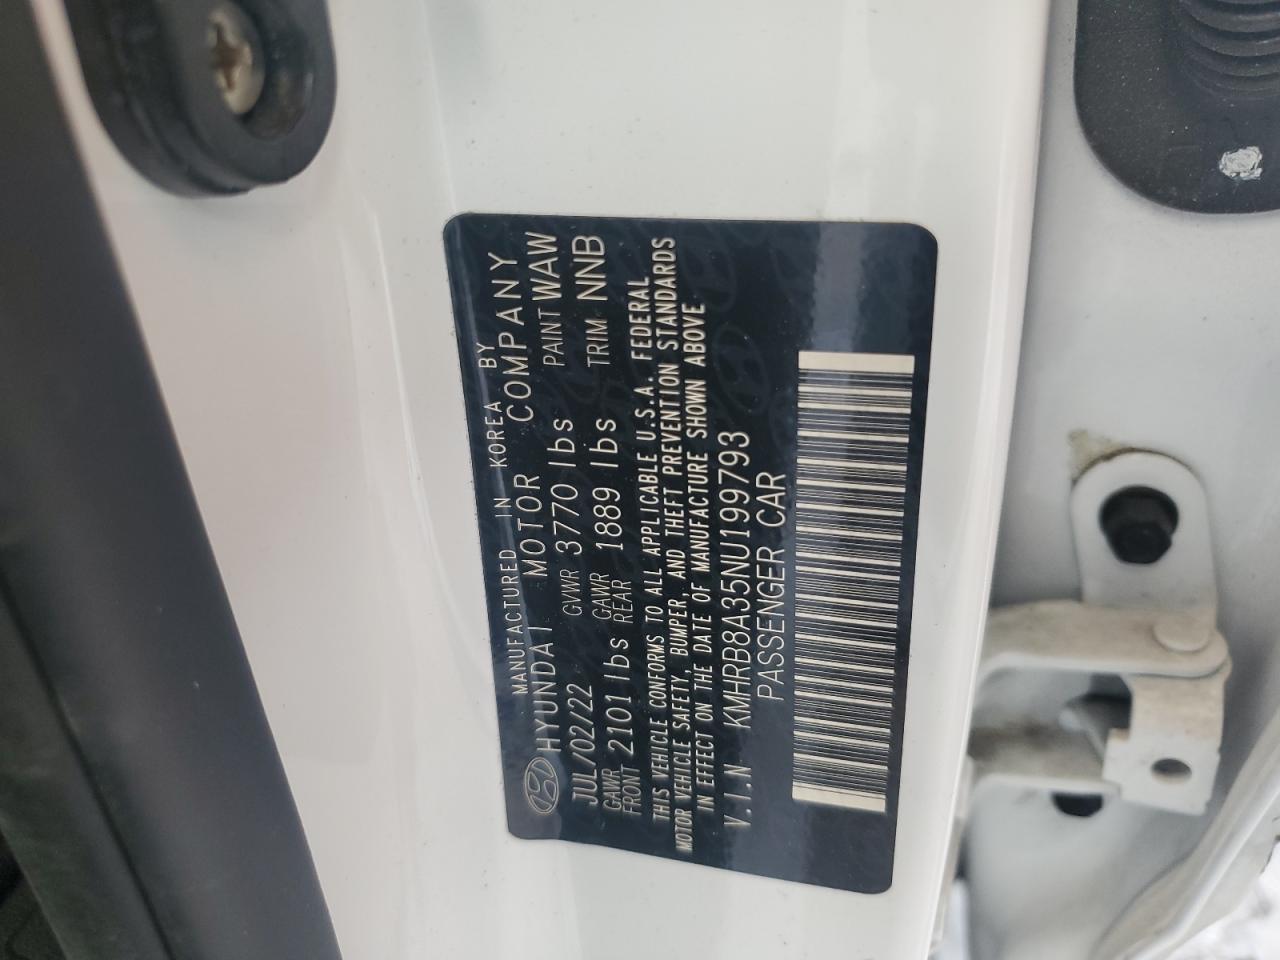 MANUFACTURED IN KOREA BY
HYUNDAI MOTOR COMPANY
JUL/02/22 GVWR 3770 lbs PAINT WAW
GAWR FRONT 2101 lbs GAWR REAR 1889 lbs TRIM NNB
THIS VEHICLE CONFORMS TO ALL APPLICABLE U.S.A. FEDERAL
MOTOR VEHICLE SAFETY, BUMPER, AND THEFT PREVENTION STANDARDS
IN EFFECT ON THE DATE OF MANUFACTURE SHOWN ABOVE
V.I.N KMHRB8A35NU199793
PASSENGER CAR